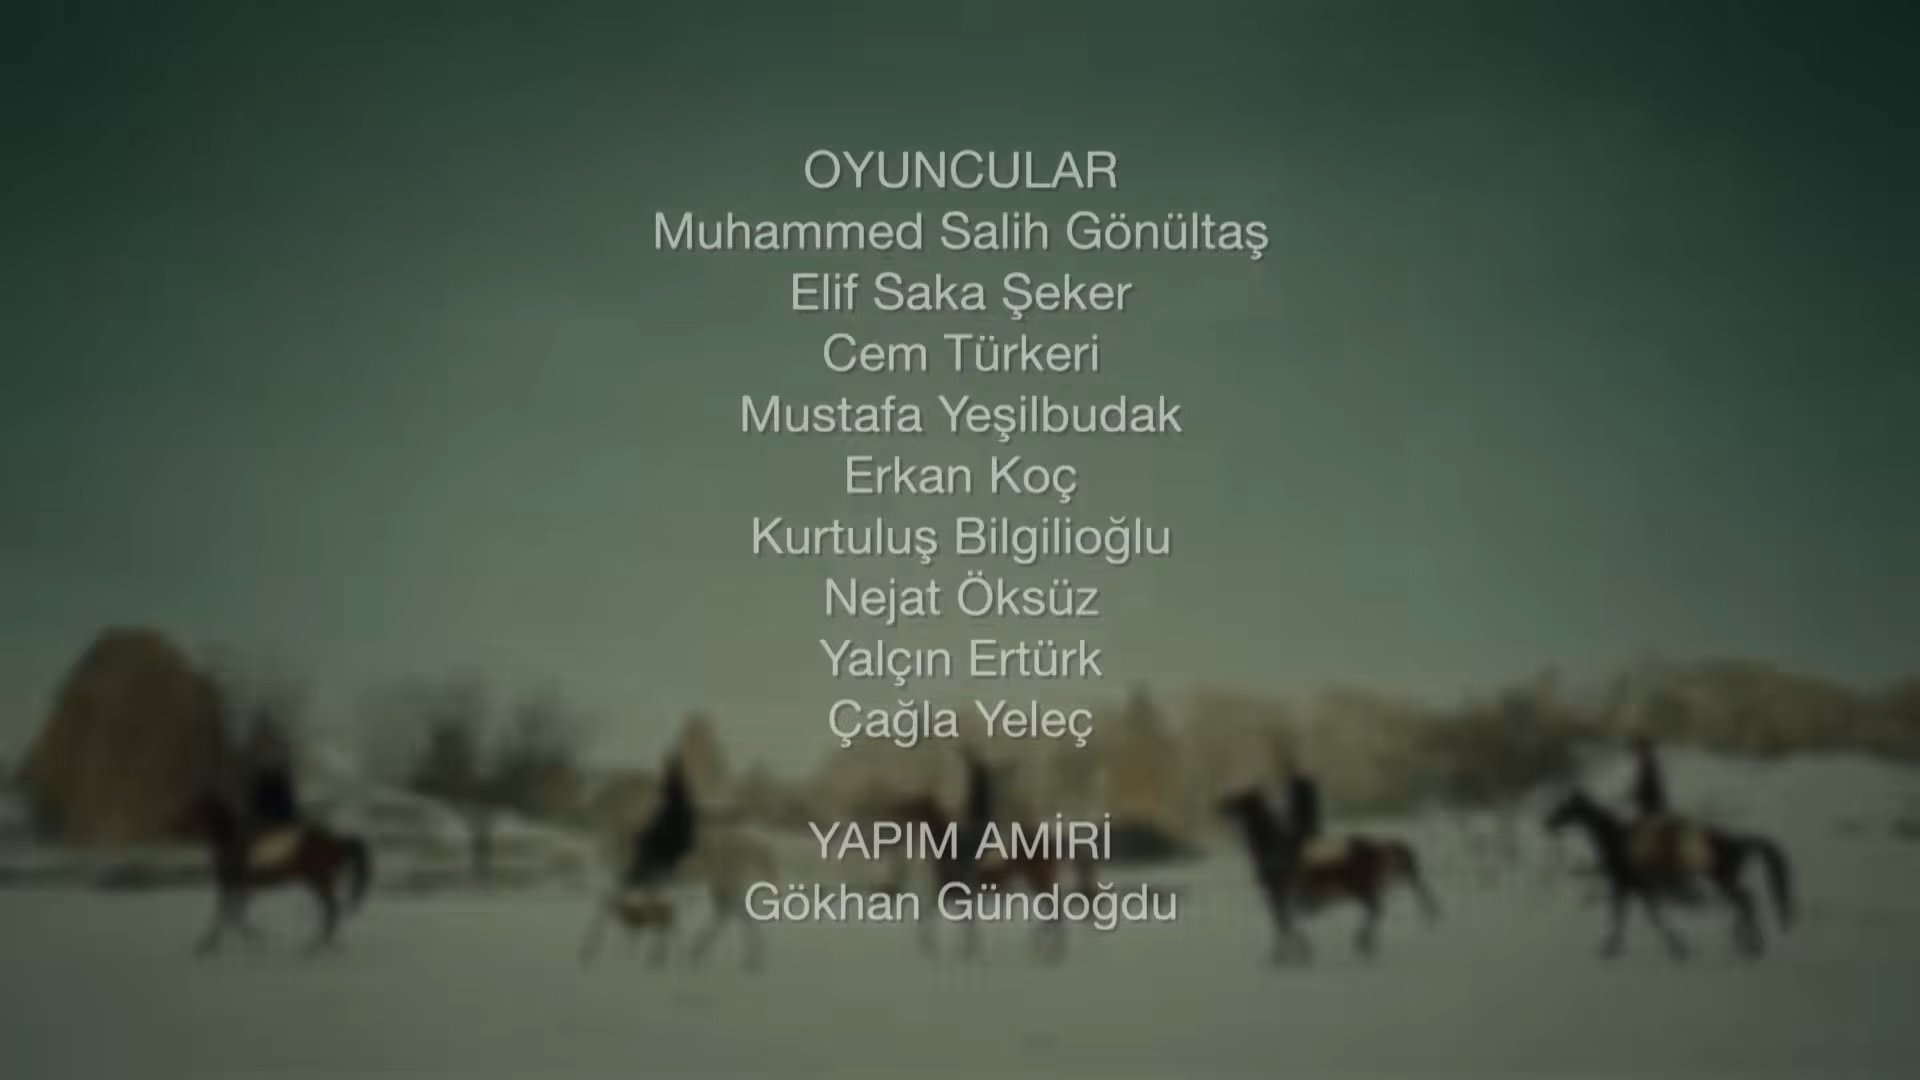 OYUNCULAR
Muhammed Salih Gönültaş
Elif Saka Şeker
Cem Türkeri
Mustafa Yeşilbudak
Erkan Koç
Kurtuluş Bilgilioğlu
Nejat Öksüz
Yalçın Ertürk
Çağla Yeleç
YAPIM AMİRİ
Gökhan Gündoğdu